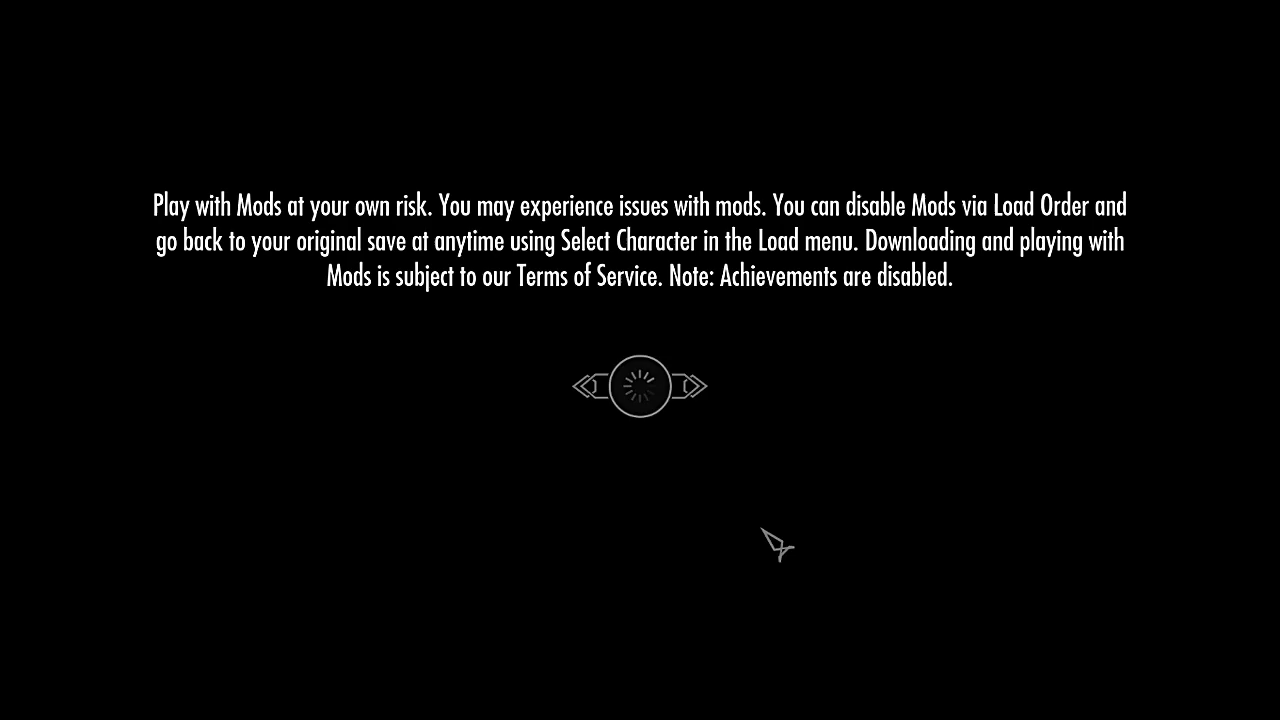 Play with Mods at your own risk. You may experience issues with mods. You can disable Mods via Load Order and
go back to your original save at anytime using Select Character in the Load menu. Downloading and playing with
Mods is subject to our Terms of Service. Note: Achievements are disabled.